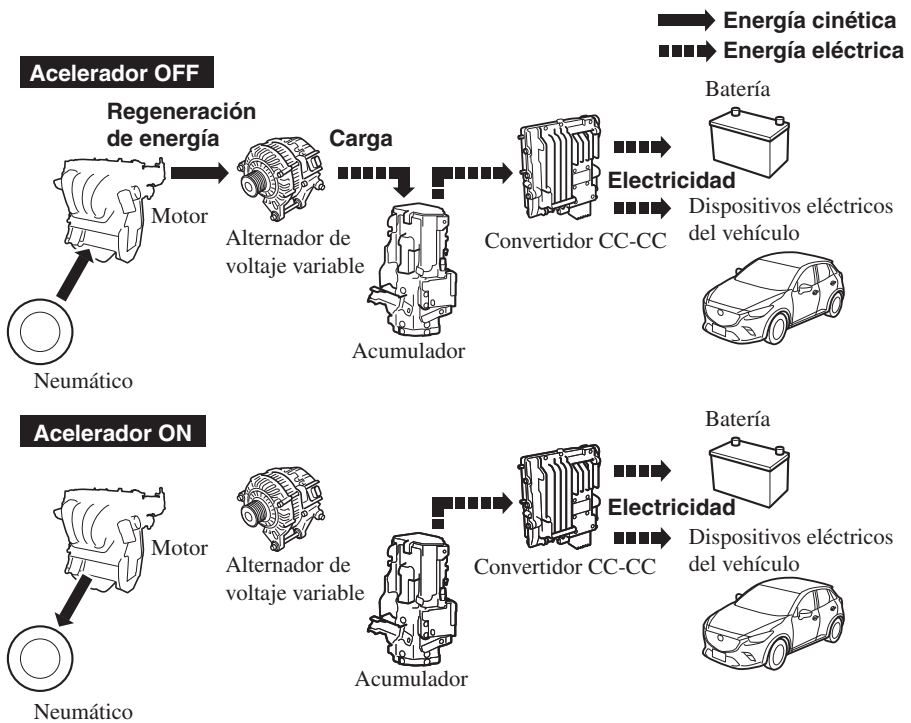 Energía cinética
Energía eléctrica
Acelerador OFF
Batería
Regeneración
de energía
Carga
Electricidad
Motor
Dispositivos eléctricos
del vehículo
Alternador de
voltaje variable
Convertidor CC-CC
Acumulador
Neumático
Acelerador ON
Batería
Electricidad
Motor
Dispositivos eléctricos
del vehículo
Alternador de
voltaje variable
Convertidor CC-CC
Acumulador
Neumático